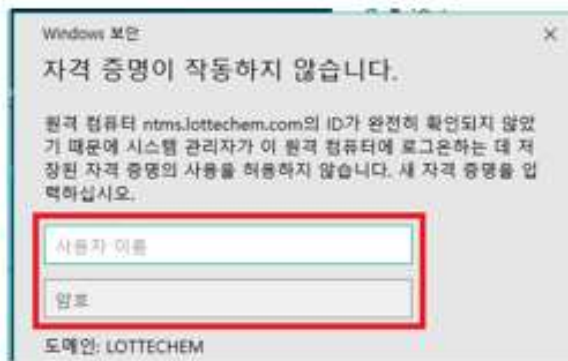 Windows 보안
자격 증명이 작동하지 않습니다.
원격 컴퓨터 ntms.lottechem.com의 ID가 완전히 확인되지 않았
기 때문에 시스템 관리자가 이 원격 컴퓨터에 로그온하는 데 저
장된 자격 증명의 사용을 허용하지 않습니다. 새 자격 증명을 입
력하십시오.
사용자 이름
암호
도메인: LOTTECHEM